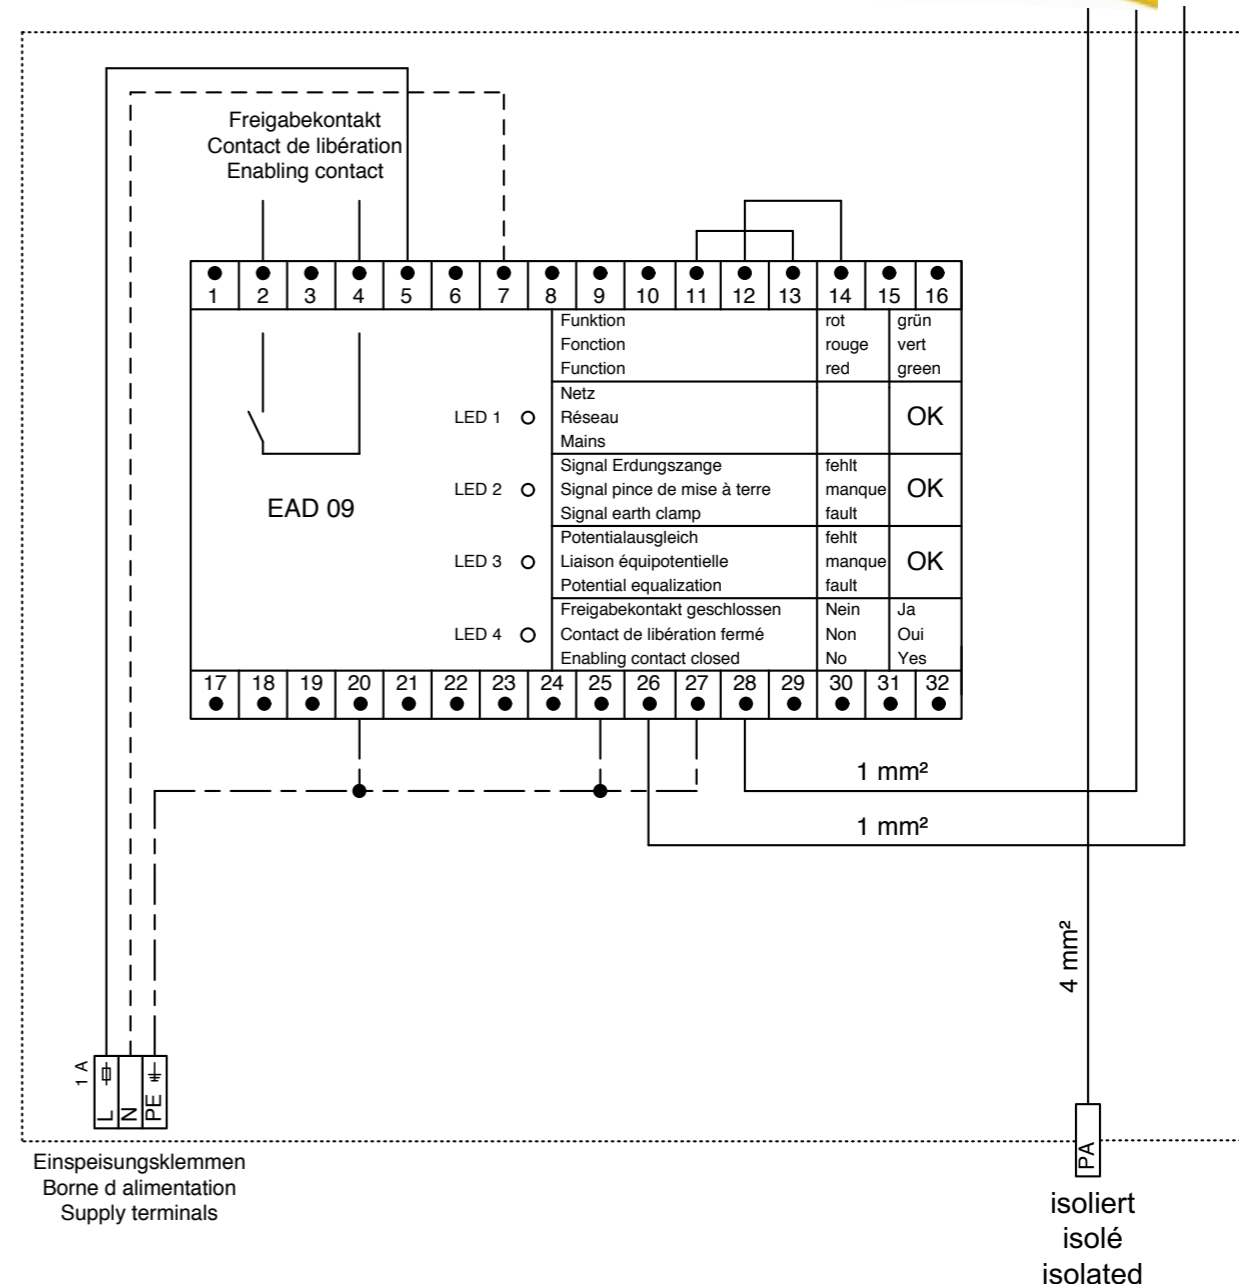 Freigabekontakt
Contact de libération
Enabling contact
1 2 3 4 5 6 7 8 9 10 11 12 13 14 15 16
Funktion rot grün
Fonction rouge vert
Function red green
Netz
LED 1 Réseau OK
Mains
Signal Erdungszange fehlt
LED 2 Signal pince de mise à terre manque OK
Signal earth clamp fault
EAD 09
Potentialausgleich fehlt
LED 3 Liaison équipotentielle manque OK
Potential equalization fault
Freigabekontakt geschlossen Nein Ja
LED 4 Contact de libération fermé Non Oui
Enabling contact closed No Yes
17 18 19 20 21 22 23 24 25 26 27 28 29 30 31 32
1 mm²
1 mm²
4 mm²
1 A
L
N
PE
PA
Einspeisungsklemmen
Borne d alimentation
Supply terminals
isoliert
isolé
isolated